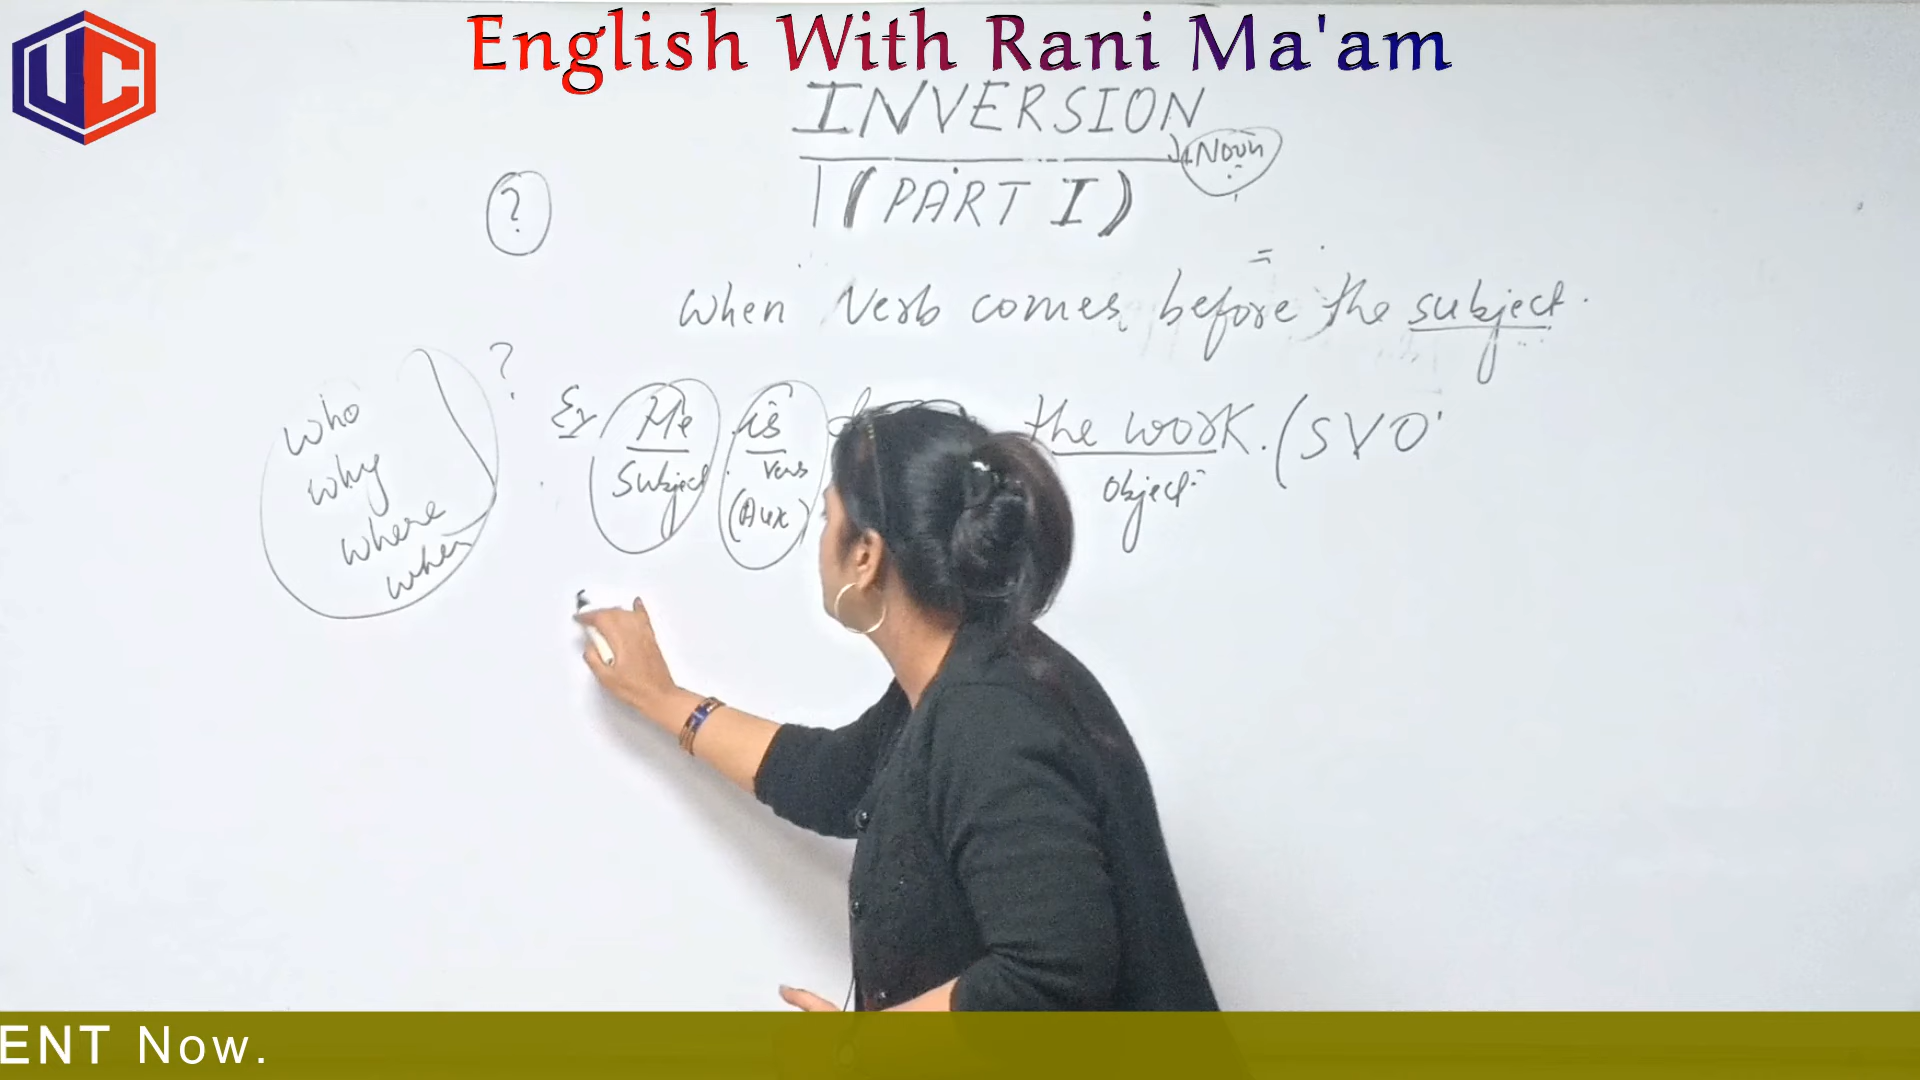 UC
English With Rani Ma'am
INVERSION
Noun
(PART I)
?
when Verb comes before the subject.
?
who
why
where
when
Ex He is the work. (SVO
Subject Verb object
(Aux)
ENT Now.